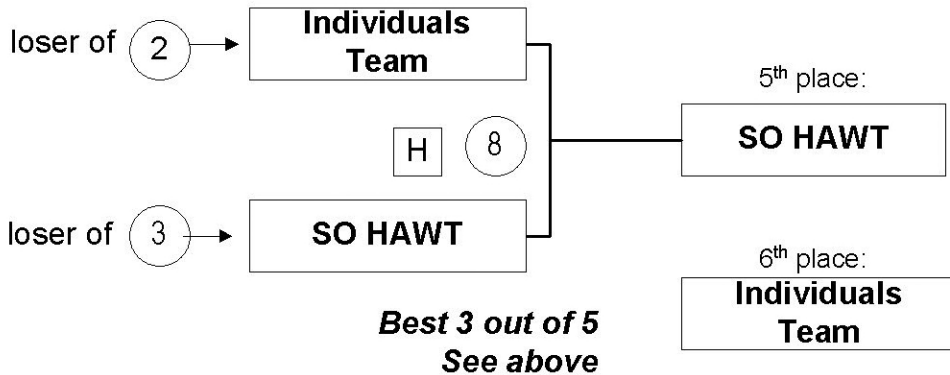 loser of 2
Individuals
Team
5th place:
SO HAWT
H 8
loser of 3
SO HAWT
6th place:
Individuals
Team
Best 3 out of 5
See above